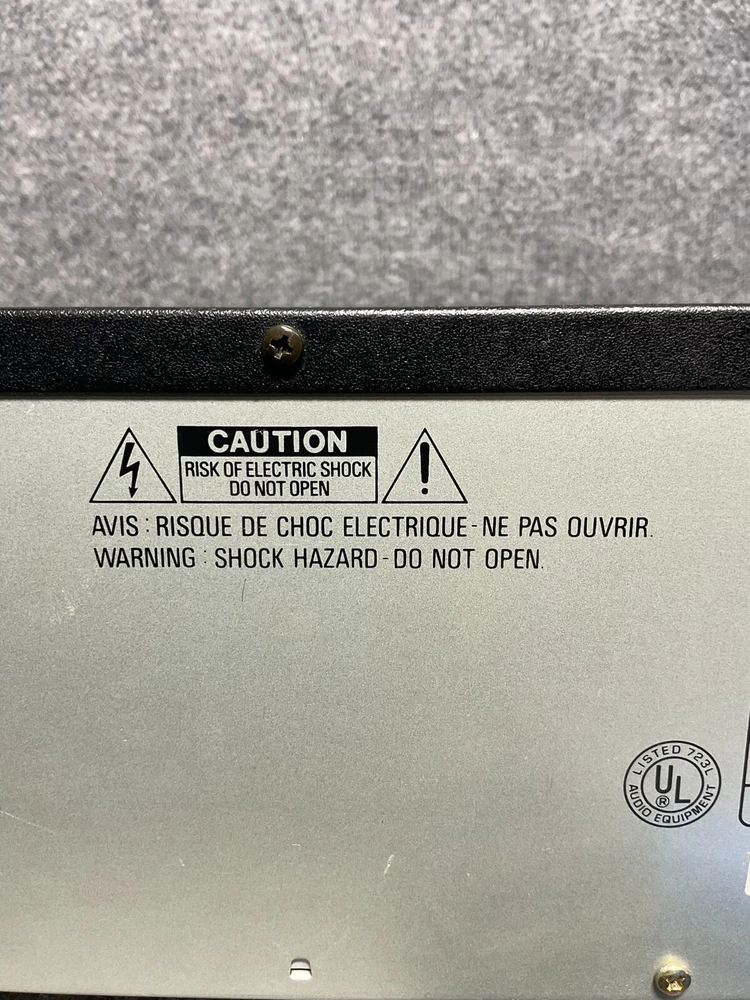 CAUTION
RISK OF ELECTRIC SHOCK
DO NOT OPEN
AVIS : RISQUE DE CHOC ELECTRIQUE - NE PAS OUVRIR.
WARNING : SHOCK HAZARD - DO NOT OPEN.
LISTED 723L
UL
®
AUDIO EQUIPMENT